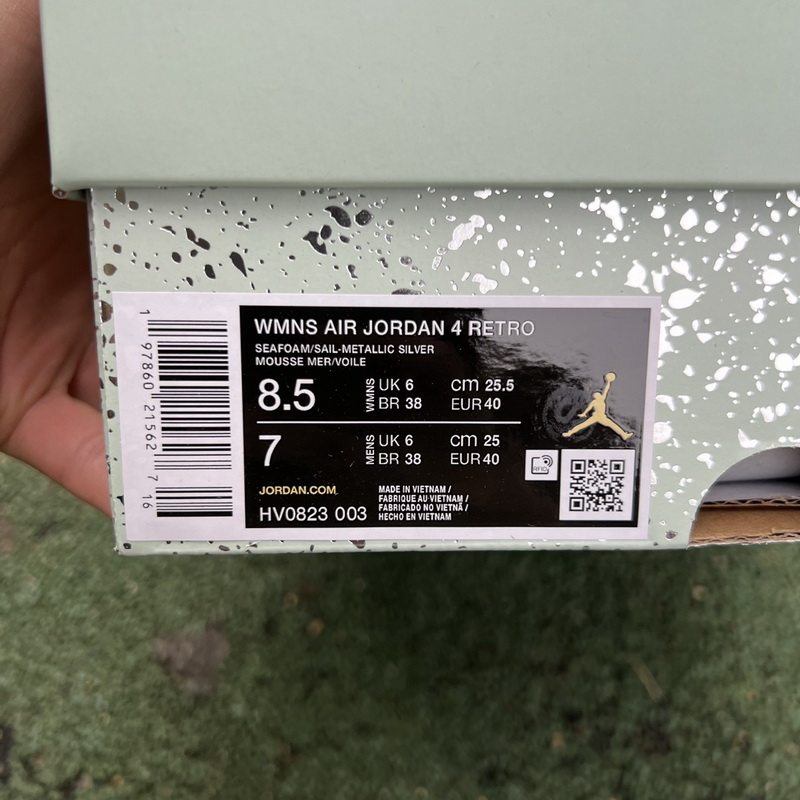 WMNS AIR JORDAN 4 RETRO
SEAFOAM/SAIL-METALLIC SILVER
MOUSSE MER/VOILE
8.5 WMNS UK 6 cm 25.5
BR 38 EUR 40
7 MENS UK 6 cm 25
BR 38 EUR 40
JORDAN.COM
HV0823 003
MADE IN VIETNAM /
FABRIQUE AU VIETNAM /
FABRICADO NO VIETNÃ /
HECHO EN VIETNAM
RFID
1 97860 21562 7 16